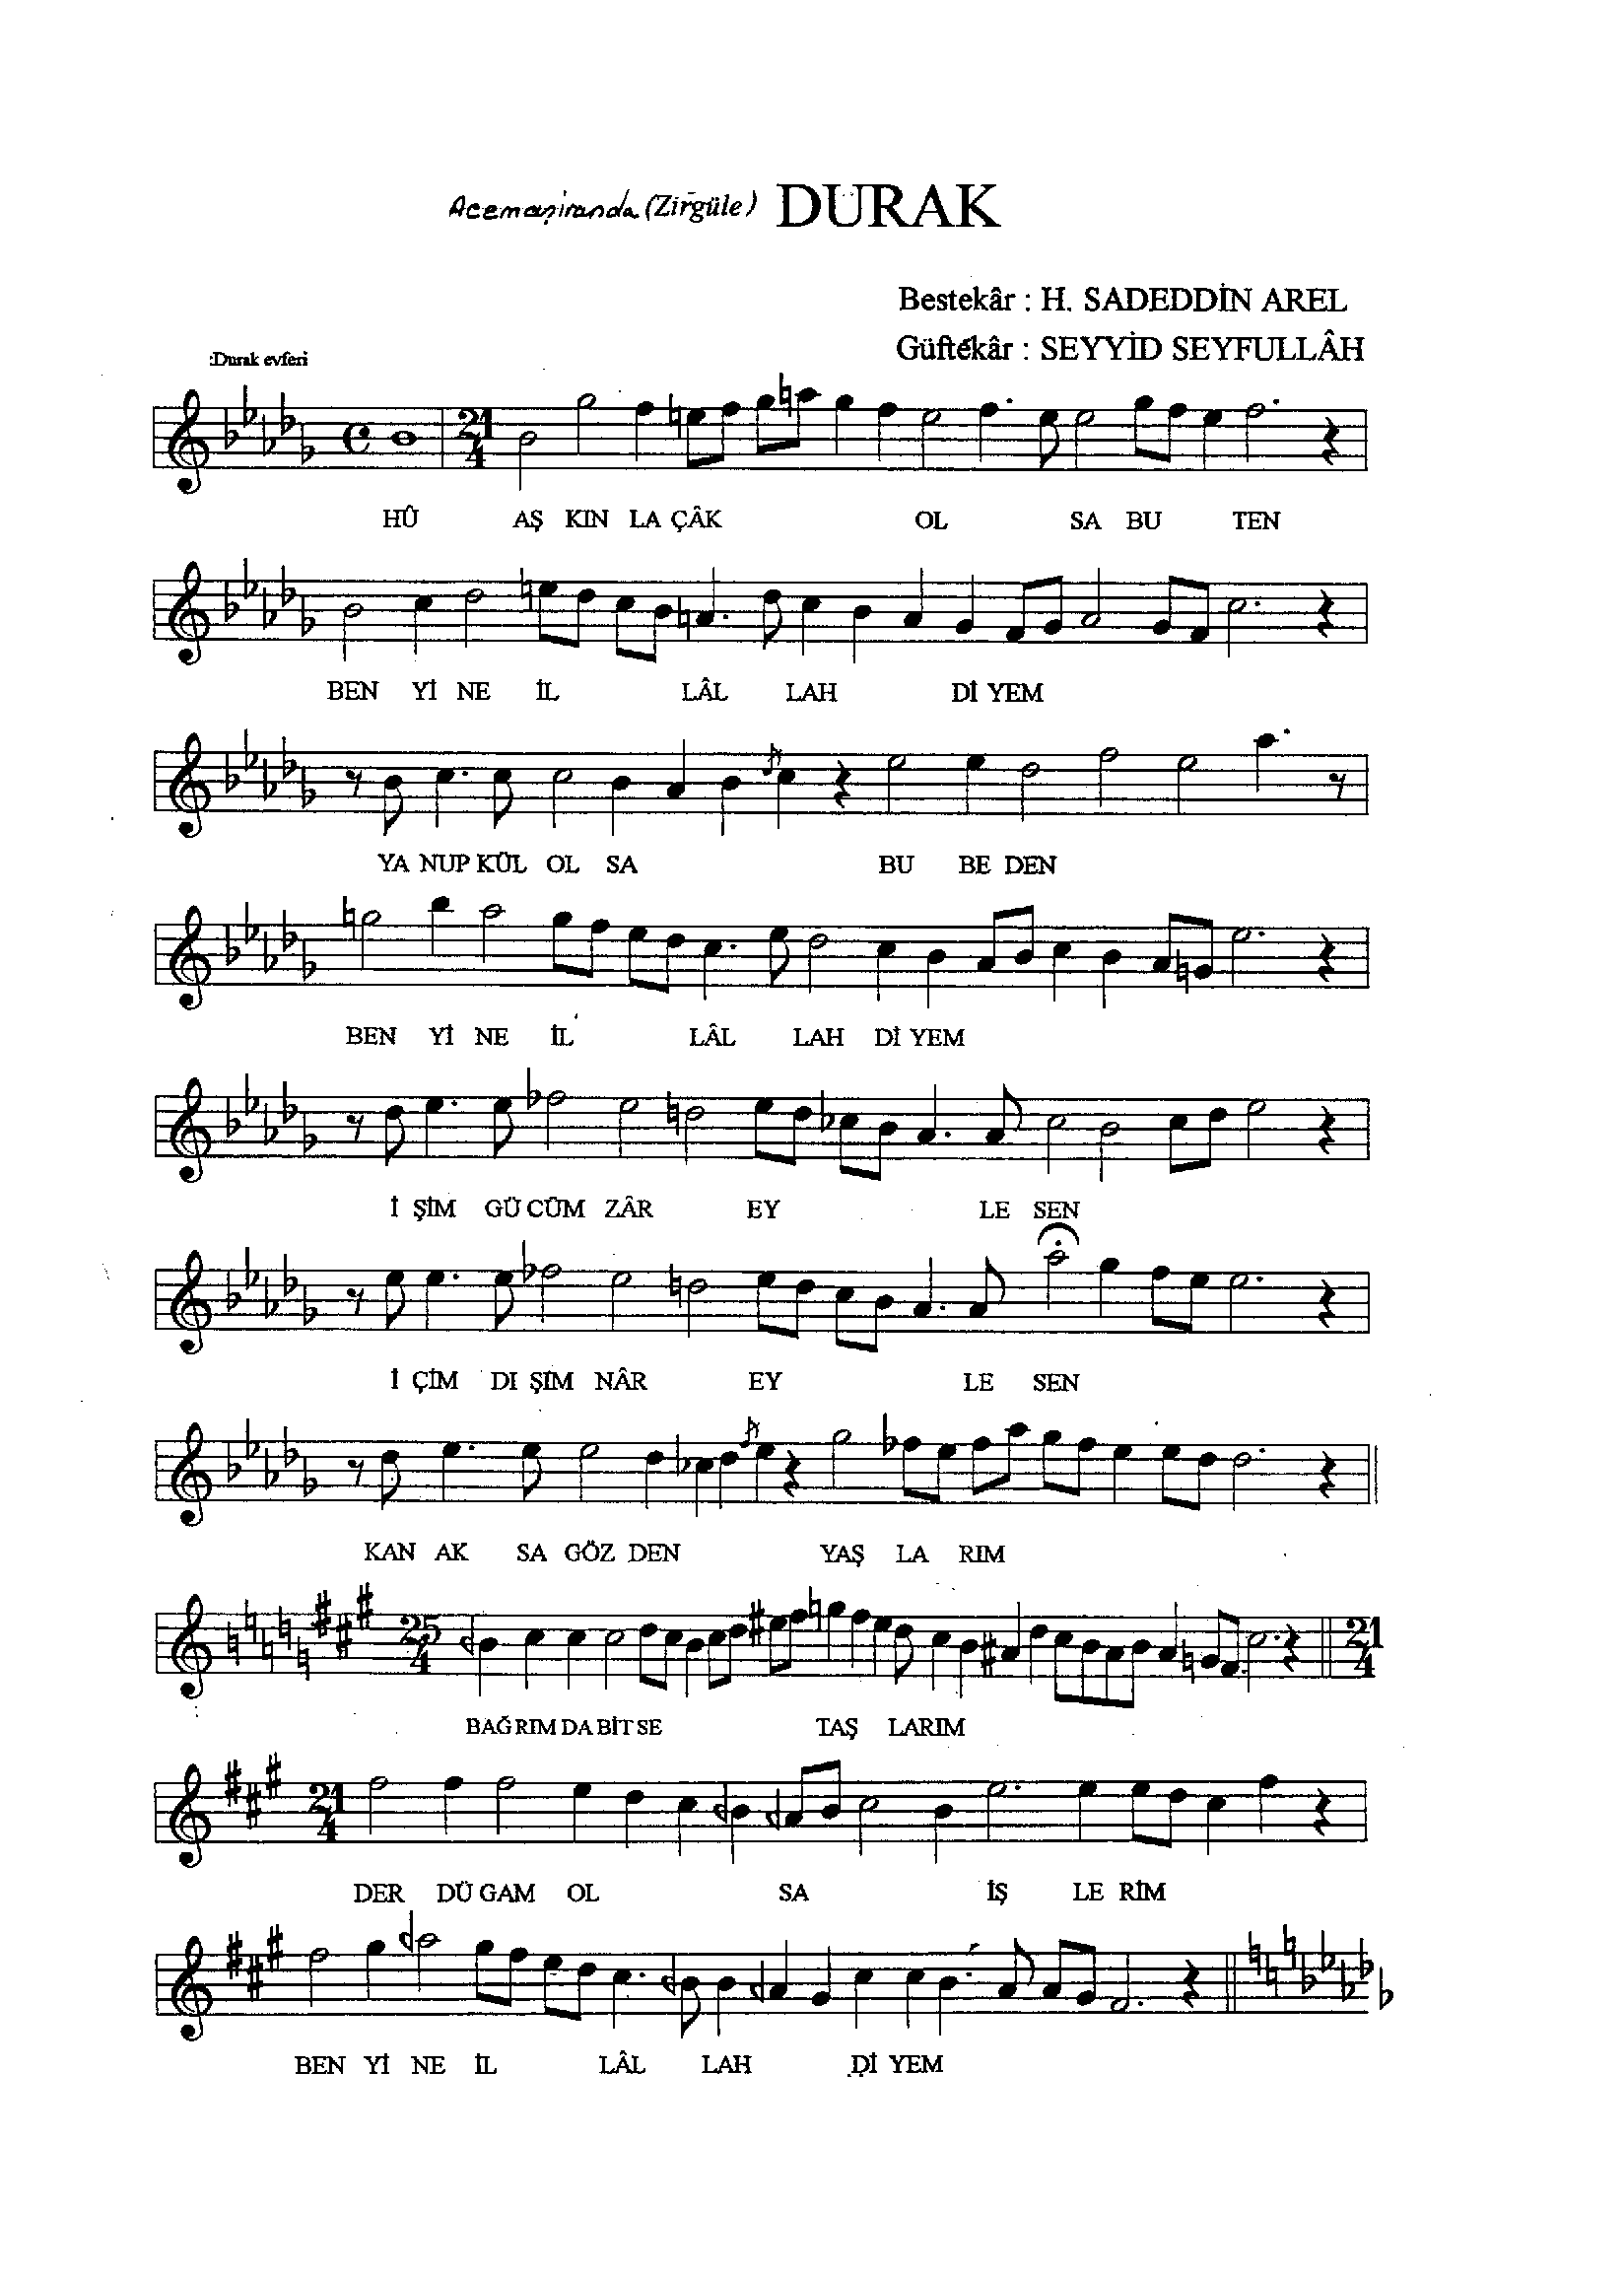 Acemaşiranda (Zirgüle) DURAK
Bestekâr : H. SADEDDİN AREL
Güftekâr : SEYYİD SEYFULLÂH
:Durak evferi
21
4
HÛ AŞ KIN LA ÇÂK OL SA BU TEN
BEN Yİ NE İL LÂL LAH Dİ YEM
YA NUP KÜL OL SA BU BE DEN
BEN Yİ NE İL LÂL LAH Dİ YEM
İ ŞİM GÜ CÜM ZÂR EY LE SEN
İ ÇİM DI ŞIM NÂR EY LE SEN
KAN AK SA GÖZ DEN YAŞ LA RIM
25
4
21
4
BAĞ RIM DA BİT SE TAŞ LARIM
21
4
DER DÜ GAM OL SA İŞ LE RİM
BEN Yİ NE İL LÂL LAH Dİ YEM